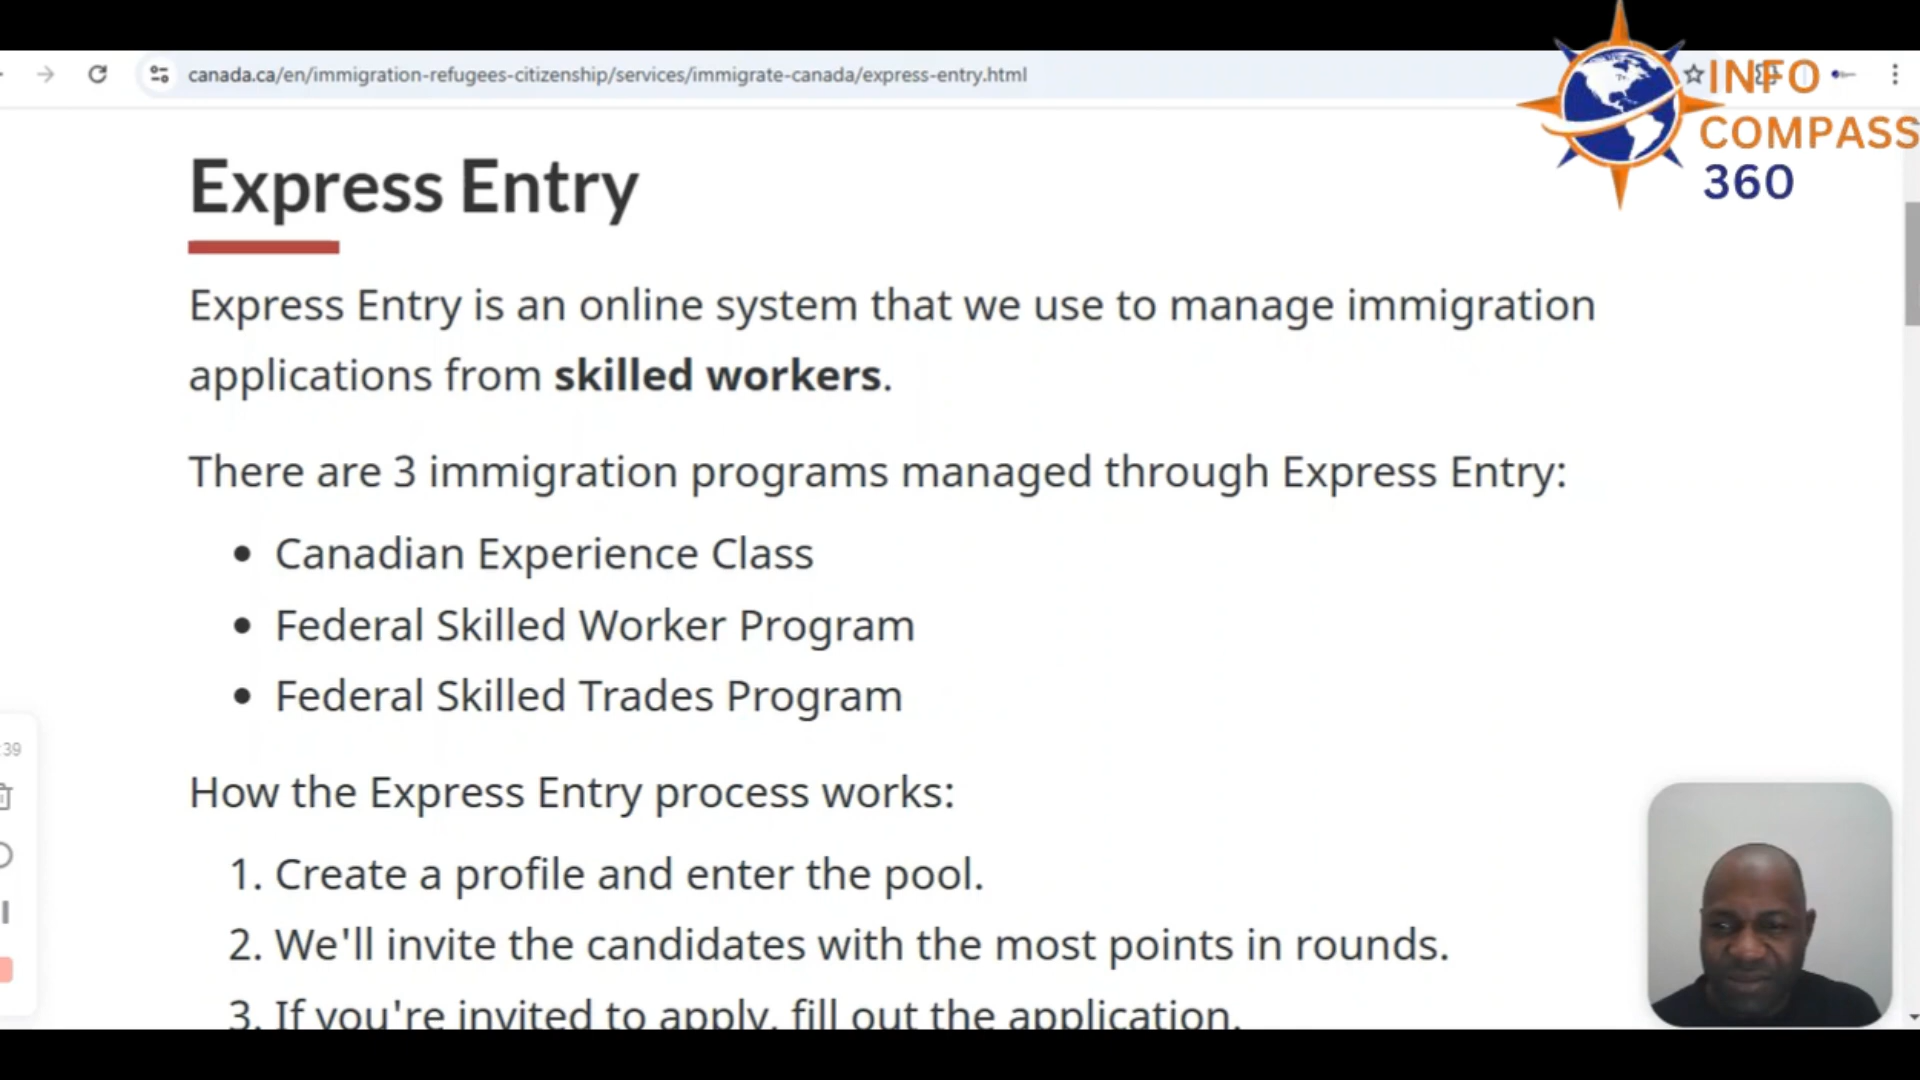 canada.ca/en/immigration-refugees-citizenship/services/immigrate-canada/express-entry.html
INFO
COMPASS
360
Express Entry
Express Entry is an online system that we use to manage immigration
applications from skilled workers.
There are 3 immigration programs managed through Express Entry:
• Canadian Experience Class
• Federal Skilled Worker Program
• Federal Skilled Trades Program
:39
How the Express Entry process works:
1. Create a profile and enter the pool.
2. We'll invite the candidates with the most points in rounds.
3. If you're invited to apply, fill out the application.